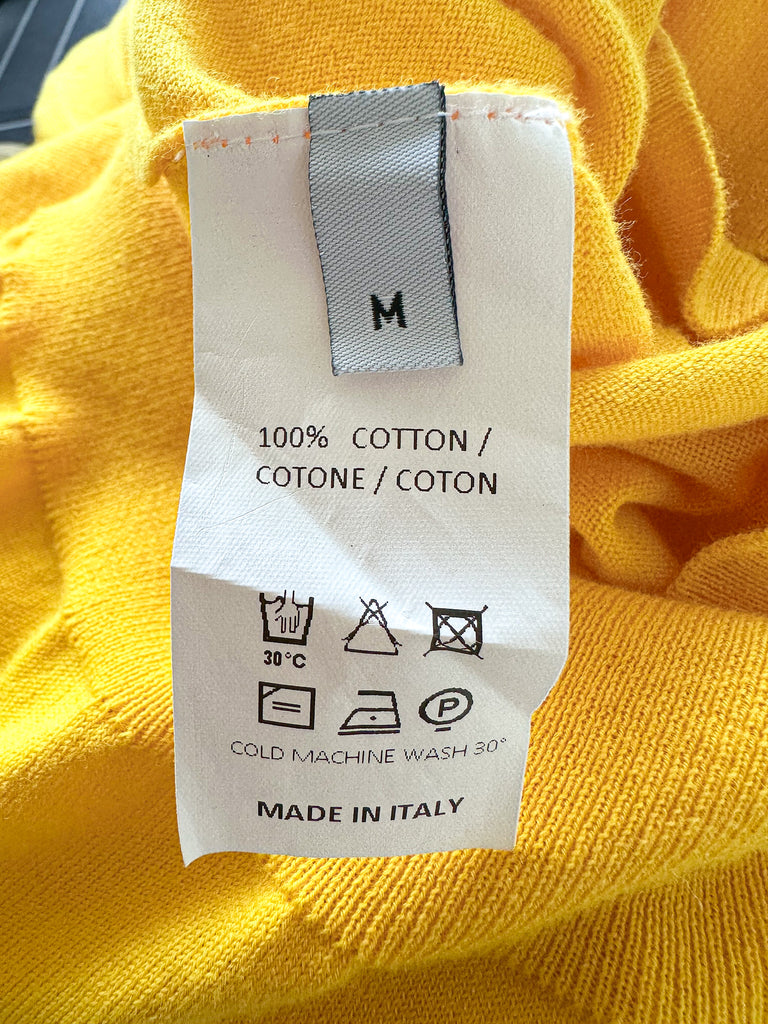 M
100% COTTON /
COTONE / COTON
30°C
P
COLD MACHINE WASH 30°
MADE IN ITALY